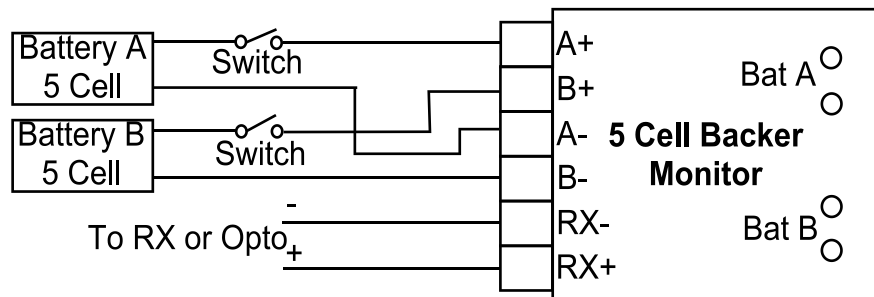 Battery A
5 Cell
Switch
Battery B
5 Cell
Switch
-
To RX or Opto
+
A+
B+
A-
B-
RX-
RX+
Bat A
5 Cell Backer
Monitor
Bat B